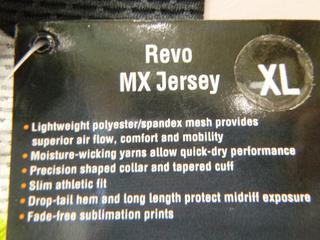 Revo
MX Jersey
XL
• Lightweight polyester/spandex mesh provides
superior air flow, comfort and mobility
• Moisture-wicking yarns allow quick-dry performance
• Precision shaped collar and tapered cuff
• Slim athletic fit
• Drop-tail hem and long length protect midriff exposure
• Fade-free sublimation prints